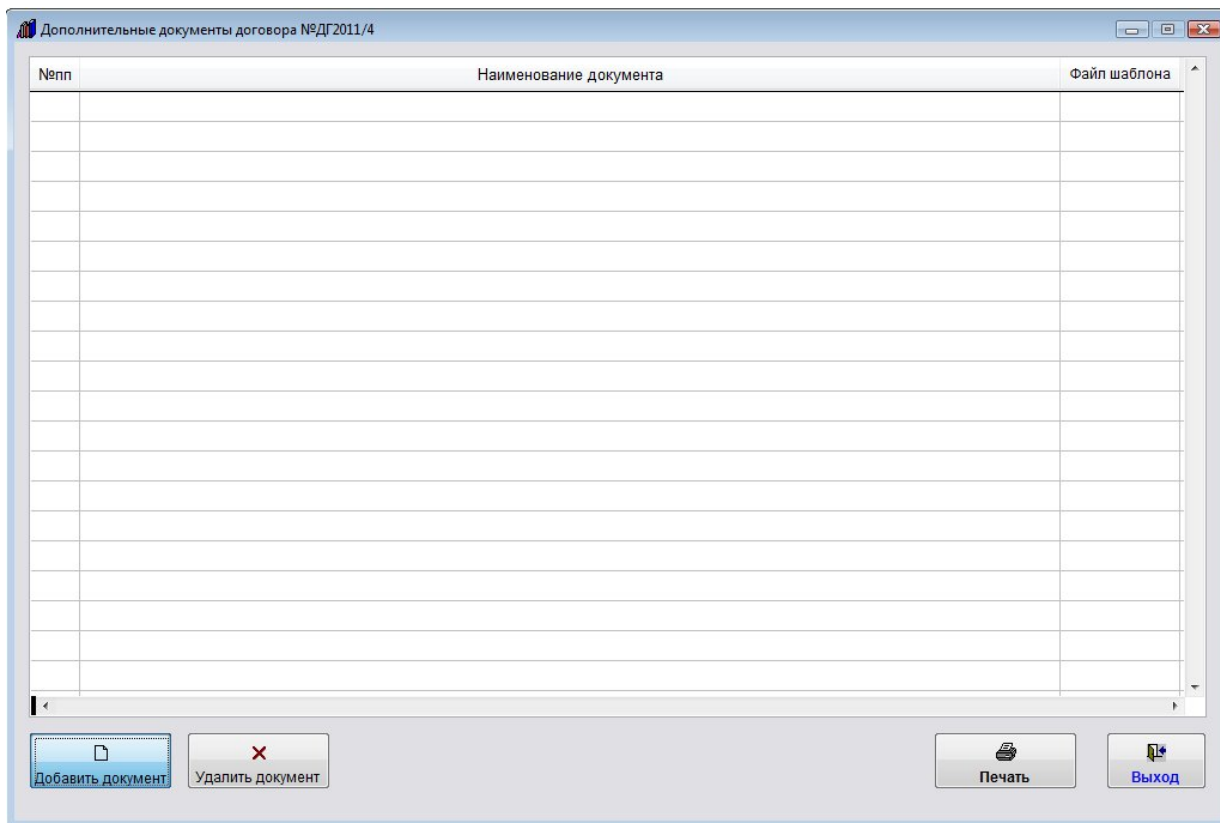 Дополнительные документы договора №ДГ2011/4
№пп Наименование документа Файл шаблона
Добавить документ Удалить документ Печать Выход